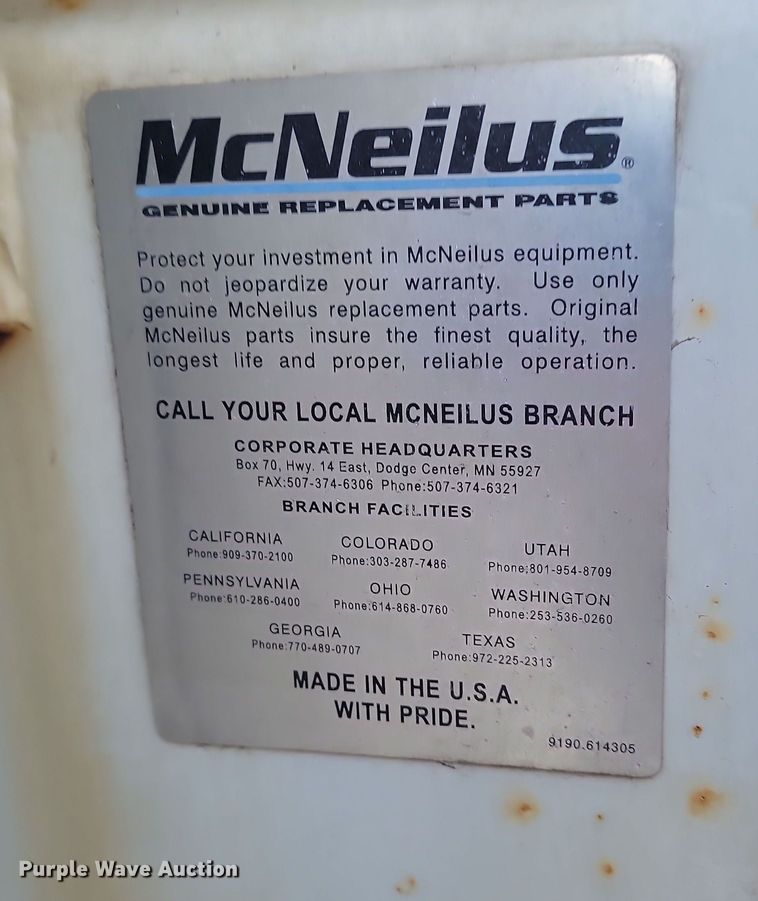 McNeilus®
GENUINE REPLACEMENT PARTS
Protect your investment in McNeilus equipment.
Do not jeopardize your warranty. Use only
genuine McNeilus replacement parts. Original
McNeilus parts insure the finest quality, the
longest life and proper, reliable operation.
CALL YOUR LOCAL MCNEILUS BRANCH
CORPORATE HEADQUARTERS
Box 70, Hwy. 14 East, Dodge Center, MN 55927
FAX:507-374-6306 Phone:507-374-6321
BRANCH FACILITIES
CALIFORNIA COLORADO UTAH
Phone:909-370-2100 Phone:303-287-7486 Phone:801-954-8709
PENNSYLVANIA OHIO WASHINGTON
Phone:610-286-0400 Phone:614-868-0760 Phone:253-536-0260
GEORGIA TEXAS
Phone:770-489-0707 Phone:972-225-2313
MADE IN THE U.S.A.
WITH PRIDE.
9190.614305
Purple Wave Auction